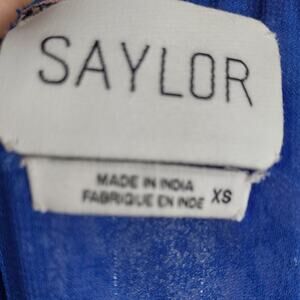 SAYLOR
MADE IN INDIA
FABRIQUE EN INDE XS